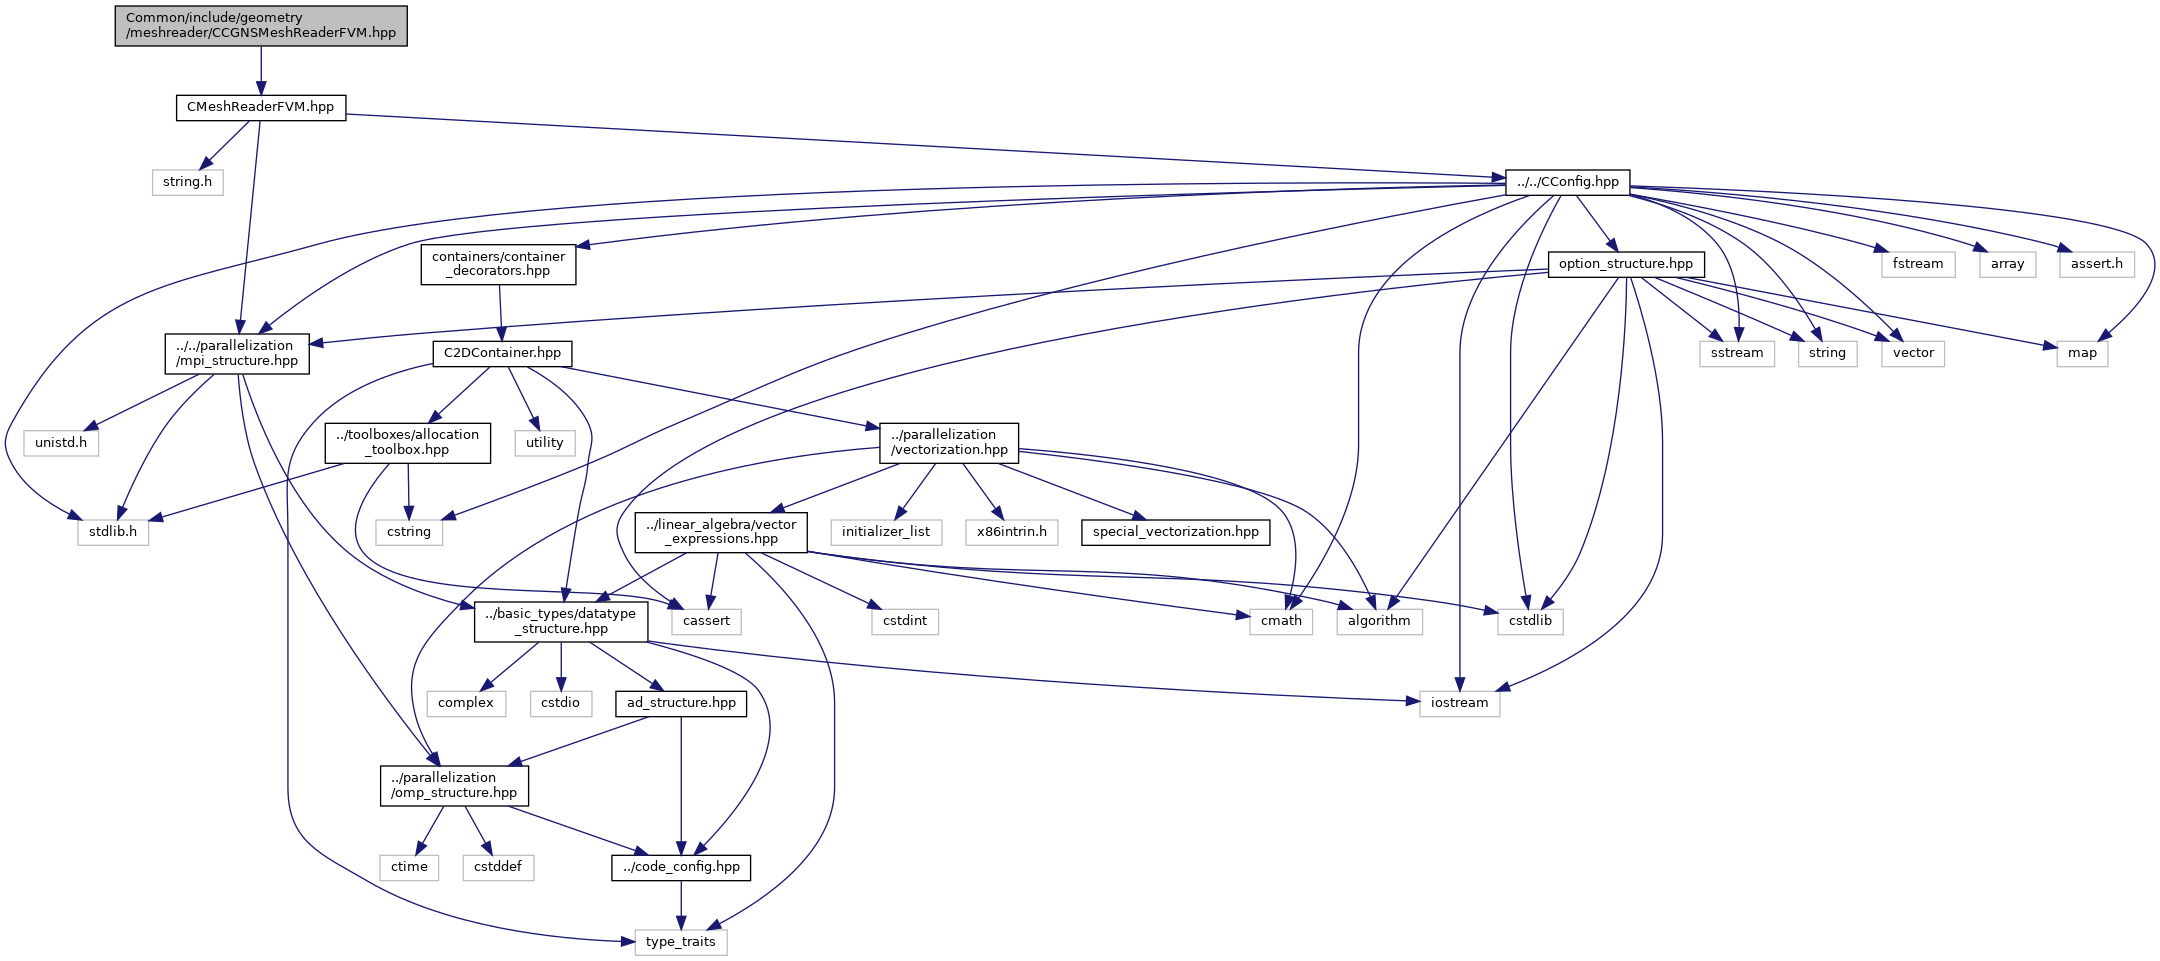 Common/include/geometry
/meshreader/CCGNSMeshReaderFVM.hpp
CMeshReaderFVM.hpp
string.h
../../CConfig.hpp
containers/container
_decorators.hpp
option_structure.hpp
fstream
array
assert.h
../../parallelization
/mpi_structure.hpp
C2DContainer.hpp
sstream
string
vector
map
unistd.h
../toolboxes/allocation
_toolbox.hpp
utility
../parallelization
/vectorization.hpp
stdlib.h
cstring
../linear_algebra/vector
_expressions.hpp
initializer_list
x86intrin.h
special_vectorization.hpp
../basic_types/datatype
_structure.hpp
cassert
cstdint
cmath
algorithm
cstdlib
complex
cstdio
ad_structure.hpp
iostream
../parallelization
/omp_structure.hpp
ctime
cstddef
../code_config.hpp
type_traits